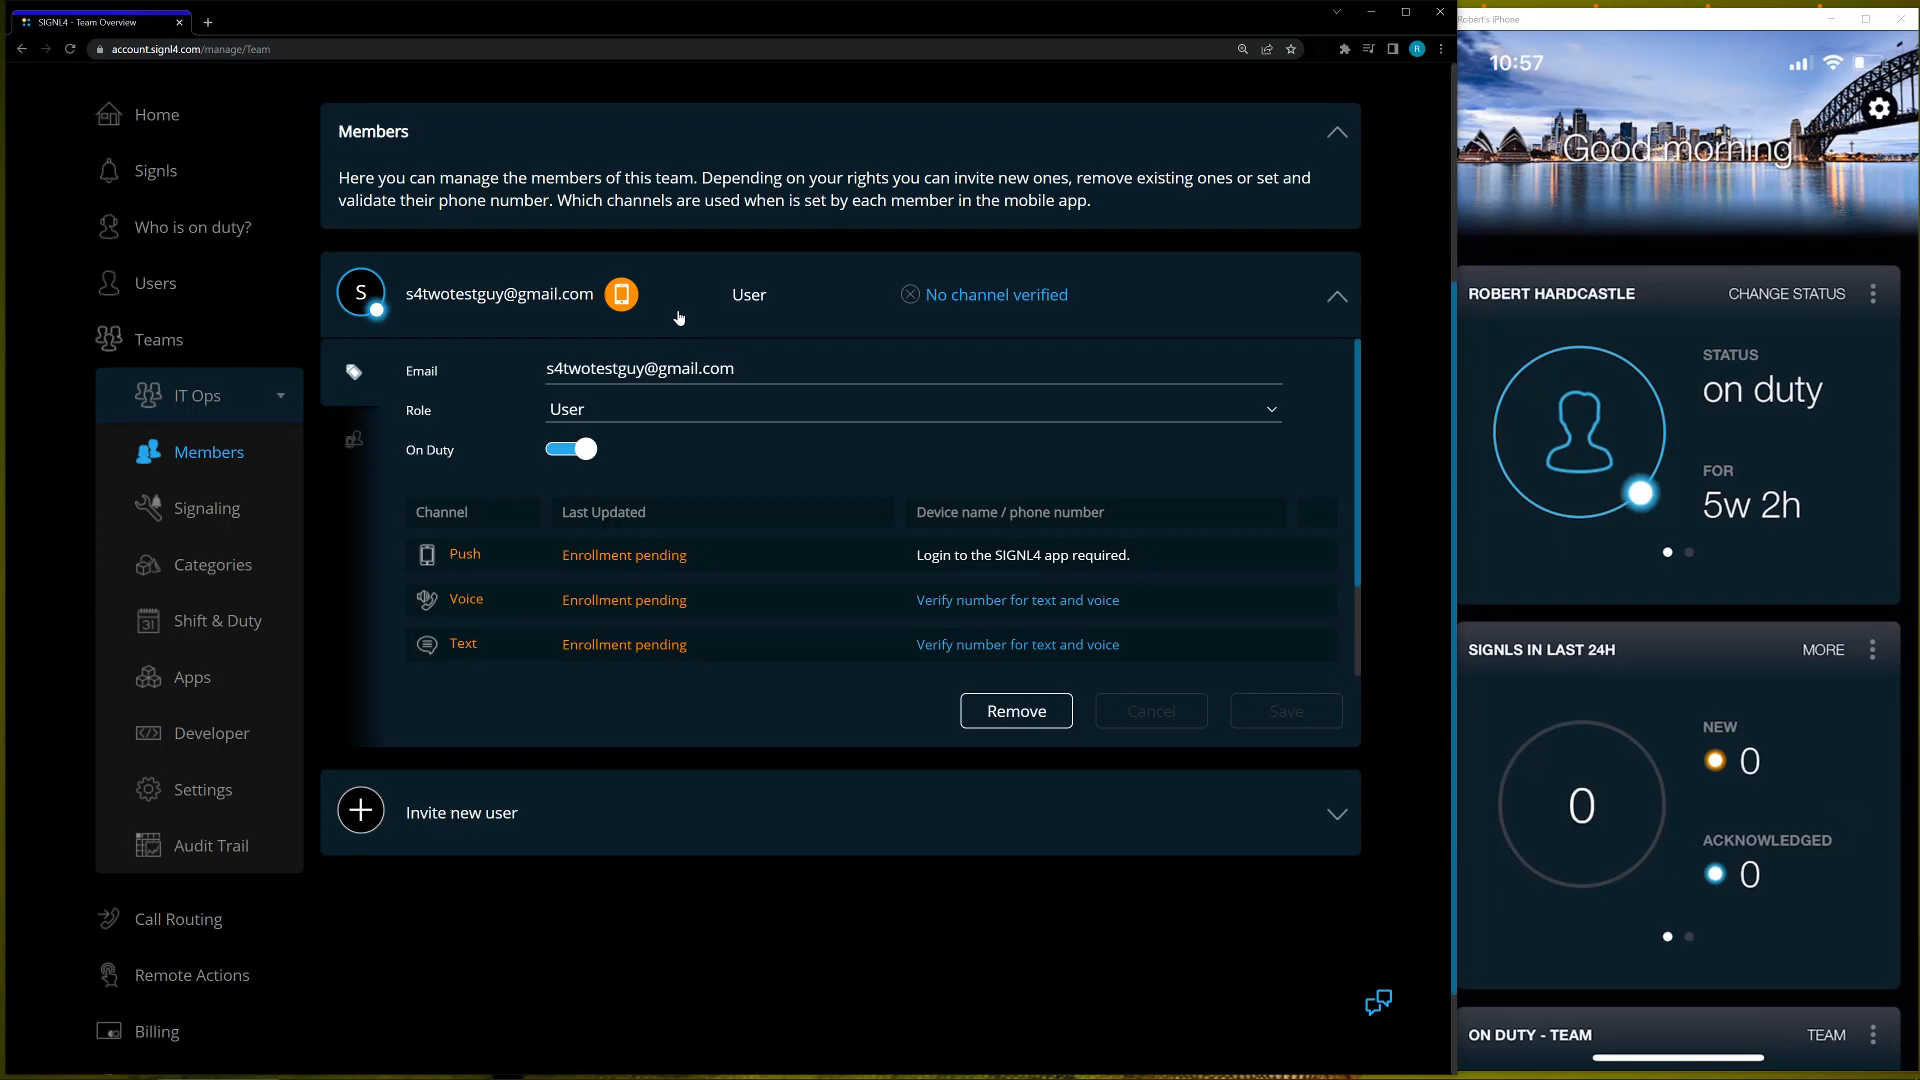 SIGNL4 - Team Overview
account.signl4.com/manage/Team
R
Home
Signls
Who is on duty?
Users
Teams
IT Ops
Members
Signaling
Categories
31
Shift & Duty
Apps
Developer
Settings
Audit Trail
Call Routing
Remote Actions
Billing
Members
Here you can manage the members of this team. Depending on your rights you can invite new ones, remove existing ones or set and
validate their phone number. Which channels are used when is set by each member in the mobile app.
S
s4twotestguy@gmail.com
User
No channel verified
Email
s4twotestguy@gmail.com
Role
User
On Duty
Channel
Last Updated
Device name / phone number
Push
Enrollment pending
Login to the SIGNL4 app required.
Voice
Enrollment pending
Verify number for text and voice
Text
Enrollment pending
Verify number for text and voice
Remove
Cancel
Save
Invite new user
Robert's iPhone
10:57
Good morning
ROBERT HARDCASTLE
CHANGE STATUS
STATUS
on duty
FOR
5w 2h
SIGNLS IN LAST 24H
MORE
0
NEW
0
ACKNOWLEDGED
0
ON DUTY - TEAM
TEAM